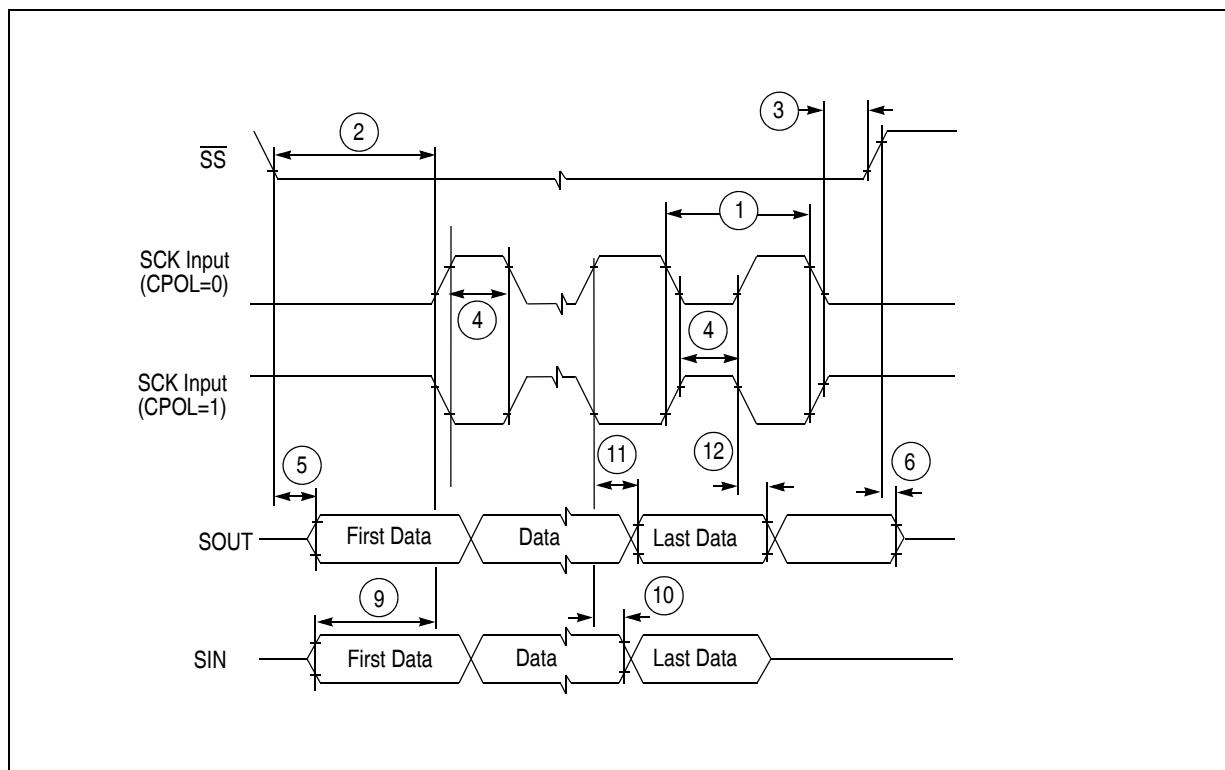 3
2
SS
1
SCK Input
(CPOL=0)
4
4
SCK Input
(CPOL=1)
11
12
5
6
SOUT
First Data
Data
Last Data
9
10
SIN
First Data
Data
Last Data